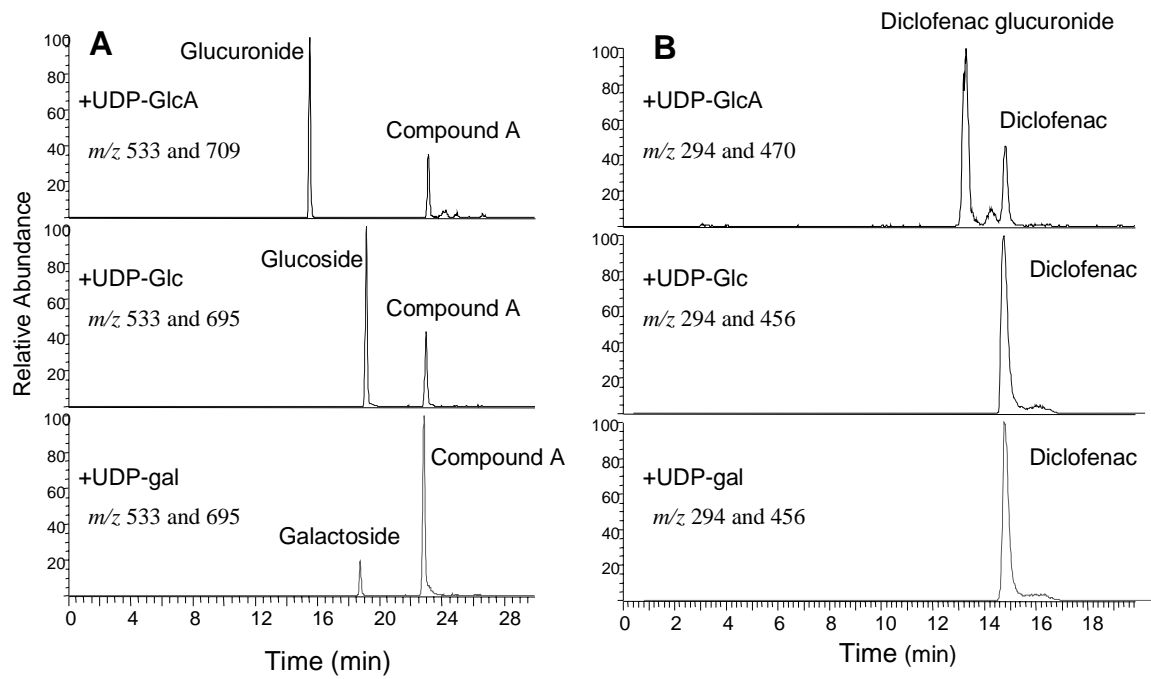 A
Glucuronide
+UDP-GlcA
Compound A
m/z 533 and 709
100
80
60
40
20
Glucoside
+UDP-Glc
Compound A
m/z 533 and 695
100
80
60
40
20
Compound A
+UDP-gal
m/z 533 and 695
Galactoside
100
80
60
40
20
0 4 8 12 16 20 24 28
Time (min)
Relative Abundance
Diclofenac glucuronide
B
+UDP-GlcA
Diclofenac
m/z 294 and 470
100
80
60
40
20
Diclofenac
+UDP-Glc
m/z 294 and 456
100
80
60
40
20
Diclofenac
+UDP-gal
m/z 294 and 456
100
80
60
40
20
0 2 4 6 8 10 12 14 16 18
Time (min)